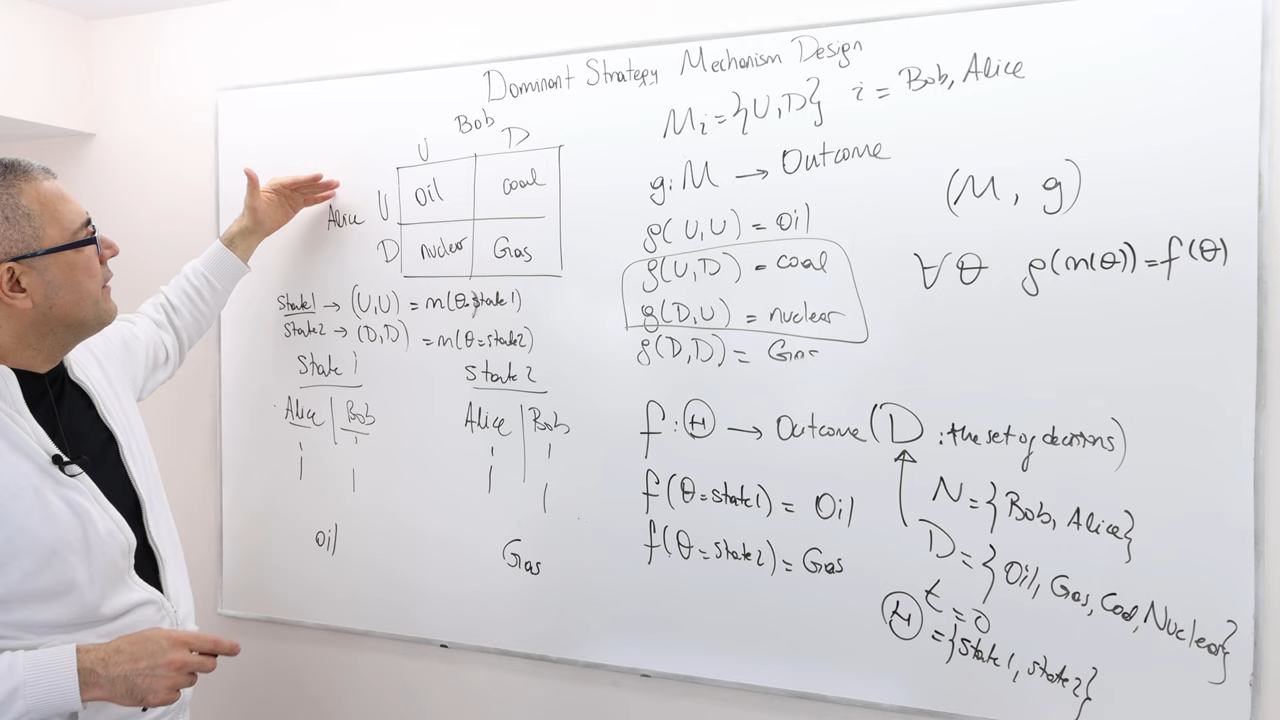 Dominant Strategy Mechanism Design
Bob
U D
Alice
U Oil coal
D nuclear Gas
State1 → (U,U) = m(θ=state1)
State2 → (D,D) = m(θ=state2)
State 1
Alice | Bob
oil
State 2
Alice | Bob
Gas
M_i = {U,D} i = Bob, Alice
g: M → Outcome
g(U,U) = Oil
g(U,D) = coal
g(D,U) = nuclear
g(D,D) = Gas
(M, g)
∀θ g(m(θ)) = f(θ)
f: Θ → Outcome (D : the set of decisions)
f(θ=state1) = Oil
f(θ=state2) = Gas
N = {Bob, Alice}
D = {Oil, Gas, Coal, Nuclear}
t=0
Θ = {state1, state2}